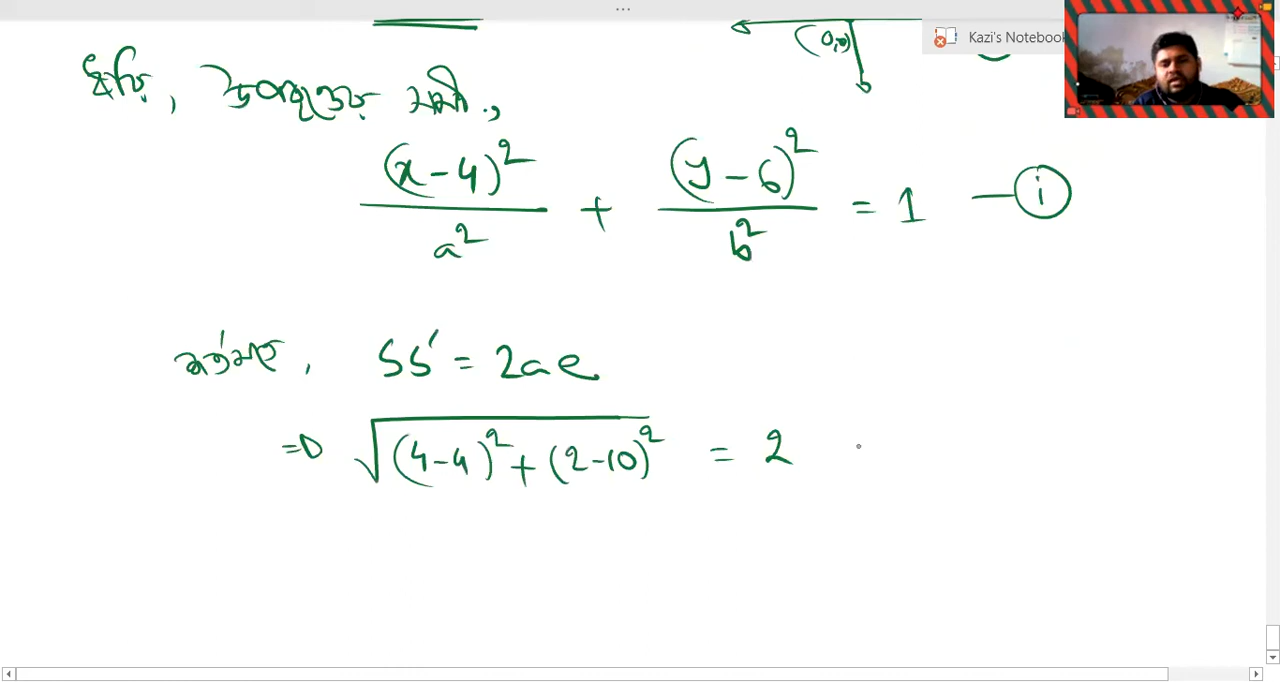 ...
(0,0)
Kazi's Notebook
ধরি, উপবৃত্তের সমী.,
(x-4)²/a² + (y-6)²/b² = 1 — (i)
শর্তমতে, SS' = 2ae
=> √(4-4)² + (2-10)² = 2